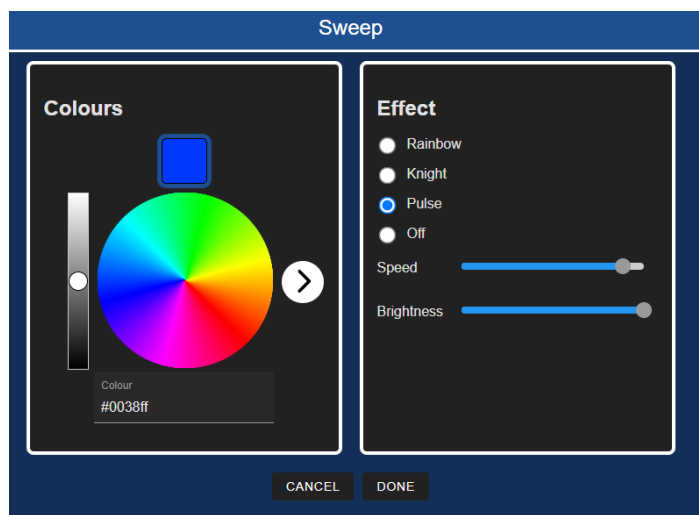 Sweep
Colours
Colour
#0038ff
Effect
Rainbow
Knight
Pulse
Off
Speed
Brightness
CANCEL
DONE